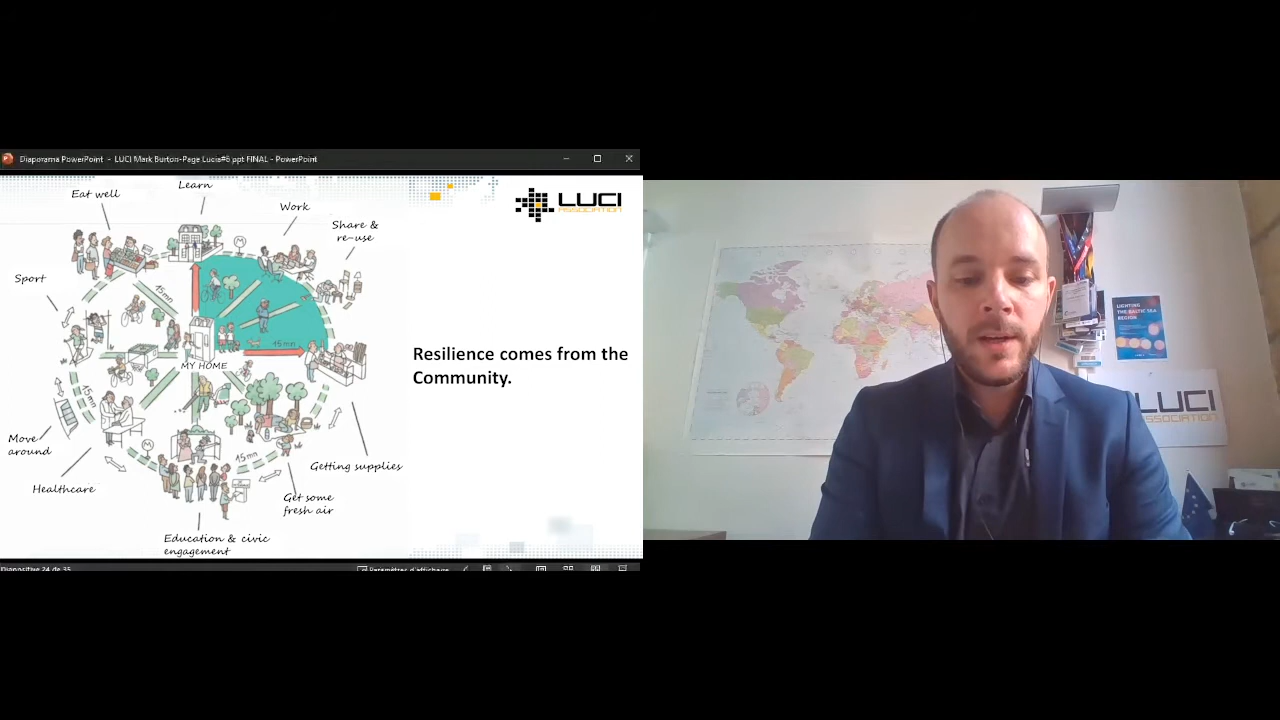 Diaporama PowerPoint - LUCI Mark Burton-Page Lucia#6.ppt FINAL - PowerPoint
LUCI
ASSOCIATION
Learn
Eat well
Work
Share &
re-use
Sport
M
15mn
15mn
MY HOME
15mn
M
15mn
Move
around
Healthcare
Getting supplies
Get some
fresh air
Education & civic
engagement
Resilience comes from the
Community.
Diapositive 24 de 35
Paramètres d'affichage
LIGHTING
THE BALTIC SEA
REGION
LUCI
ASSOCIATION